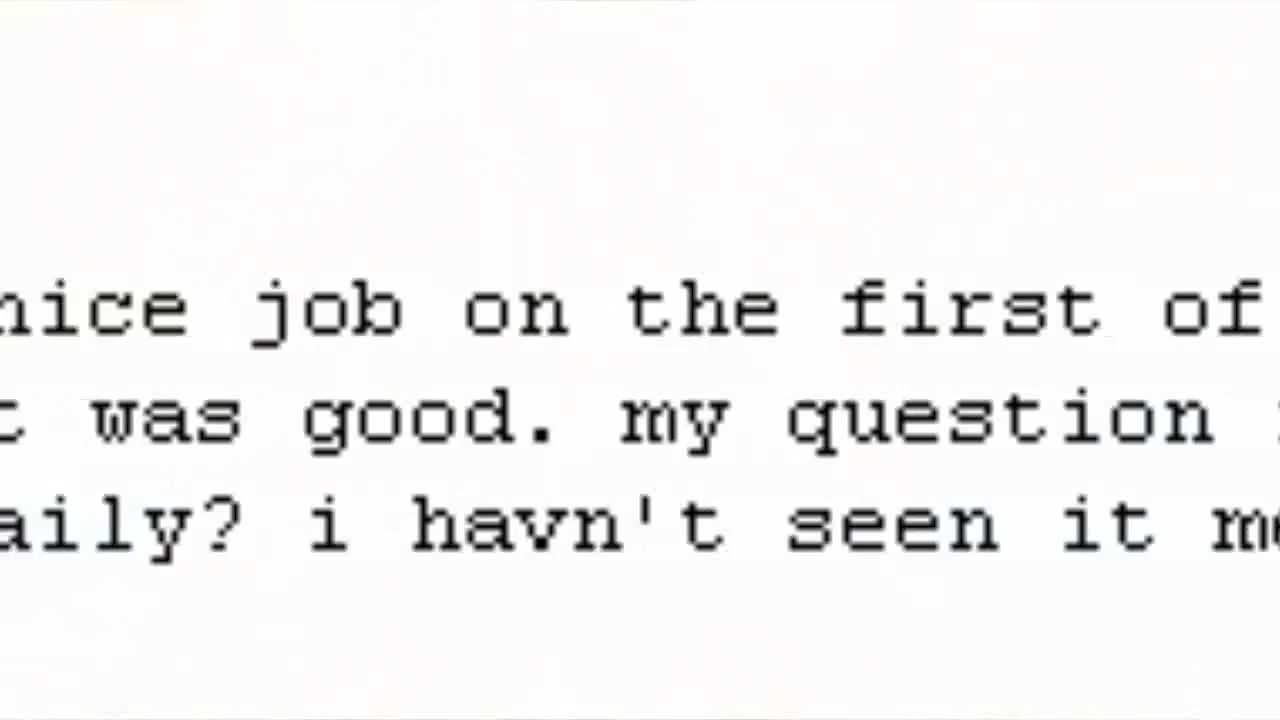 nice job on the first of
was good. my question
aily? i havn't seen it